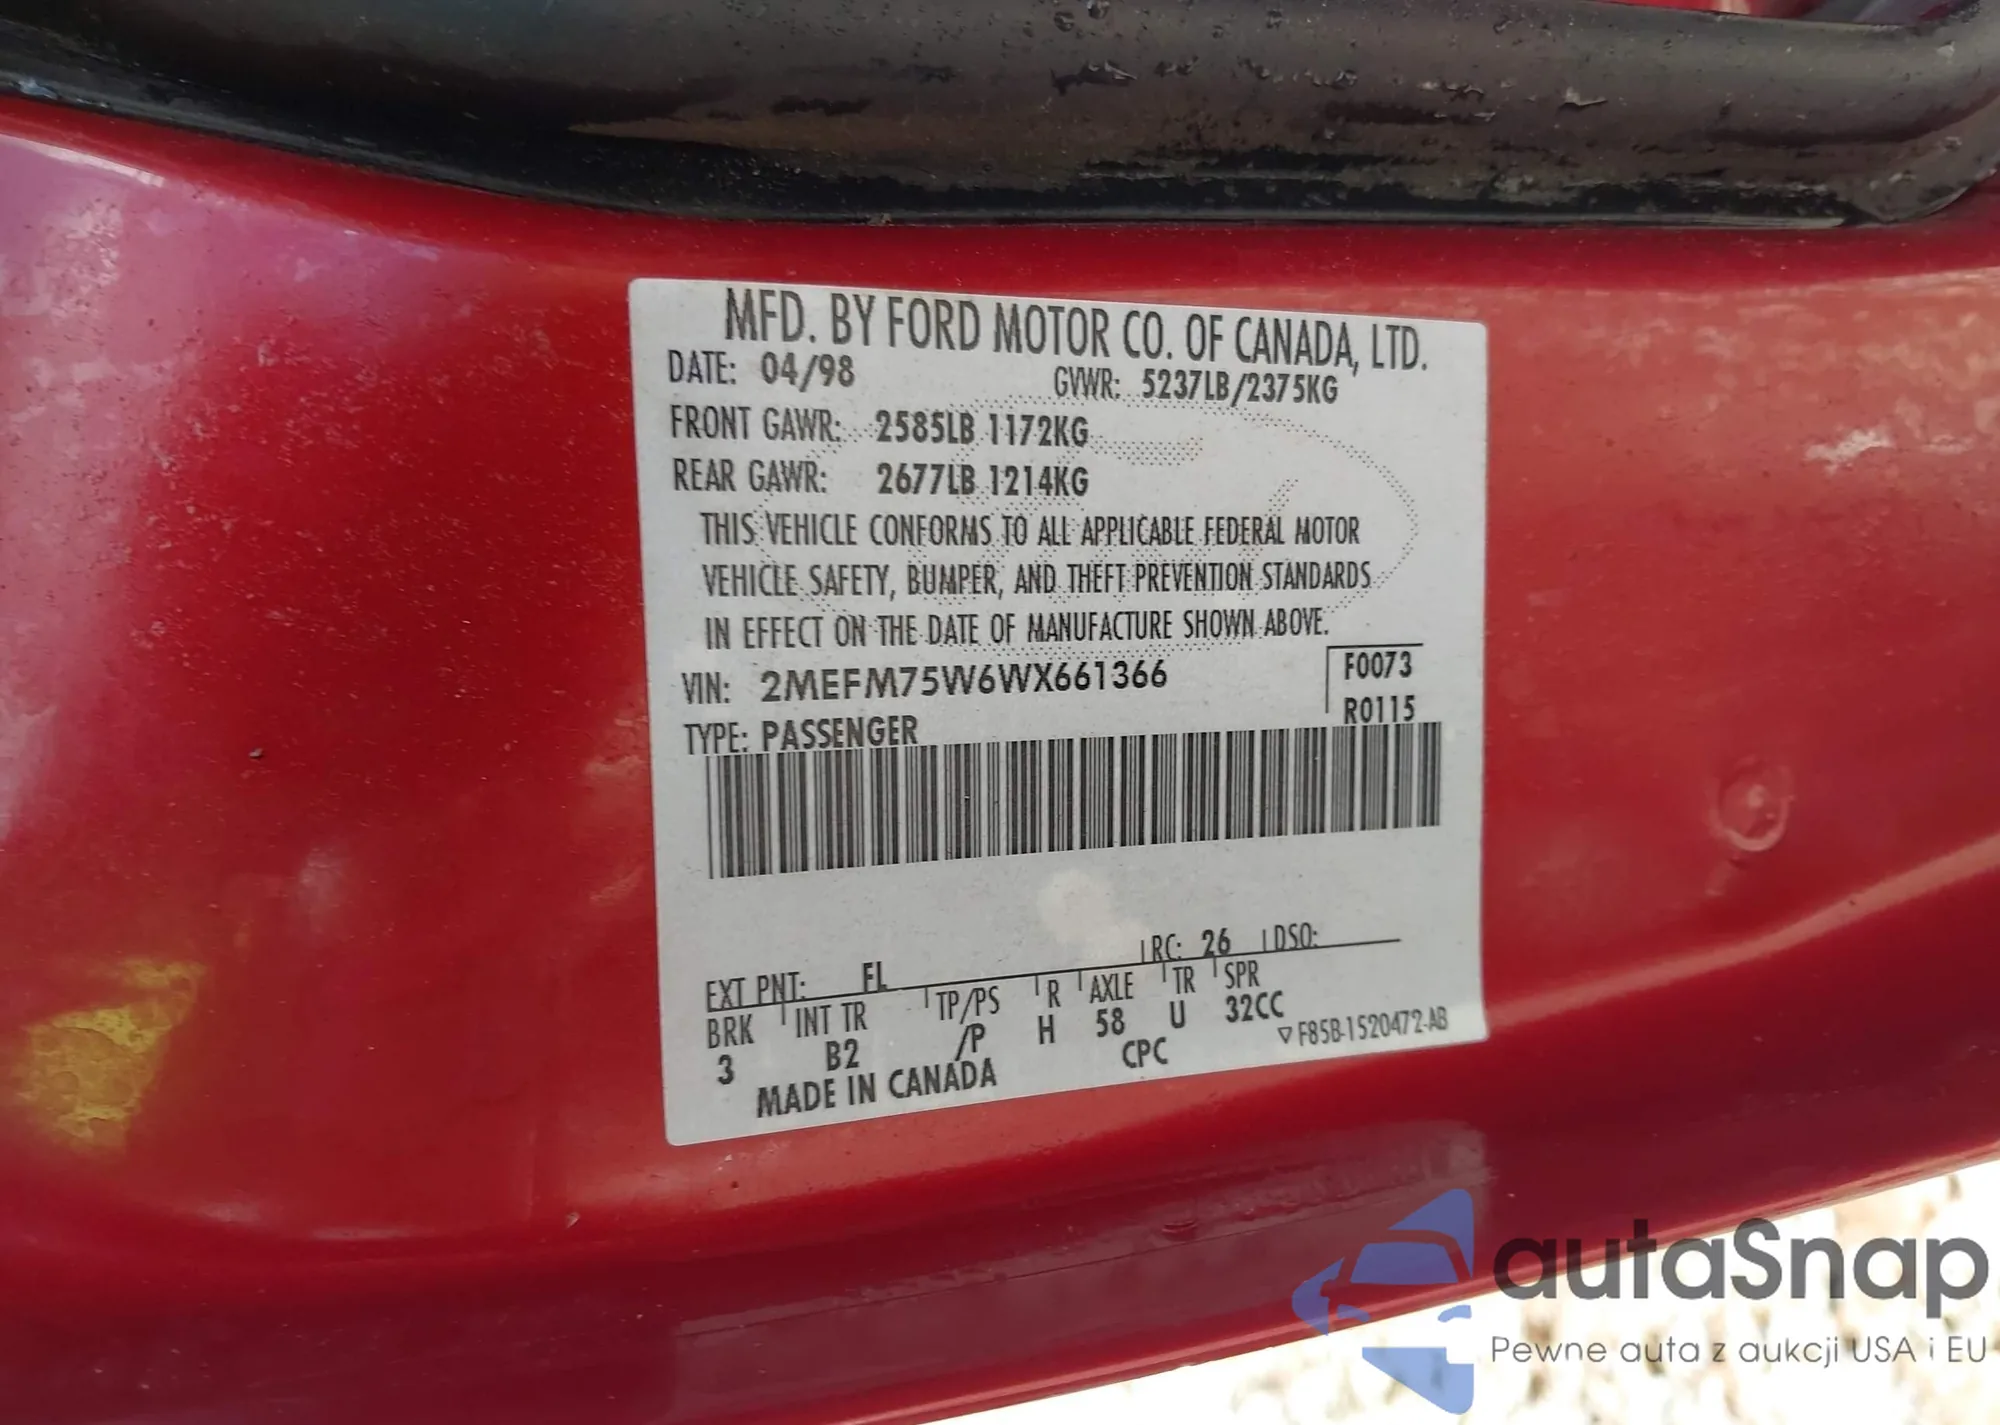 MFD. BY FORD MOTOR CO. OF CANADA, LTD.
DATE: 04/98 GVWR: 5237LB/2375KG
FRONT GAWR: 2585LB 1172KG
REAR GAWR: 2677LB 1214KG
THIS VEHICLE CONFORMS TO ALL APPLICABLE FEDERAL MOTOR
VEHICLE SAFETY, BUMPER, AND THEFT PREVENTION STANDARDS
IN EFFECT ON THE DATE OF MANUFACTURE SHOWN ABOVE.
VIN: 2MEFM75W6WX661366 F0073
TYPE: PASSENGER R0115
EXT PNT: FL RC: 26 DSO:
BRK INT TR TP/PS R AXLE TR SPR
3 B2 /P H 58 U 32CC
MADE IN CANADA CPC ▽F85B-1520472-AB
autaSnap.
Pewne auta z aukcji USA i EU